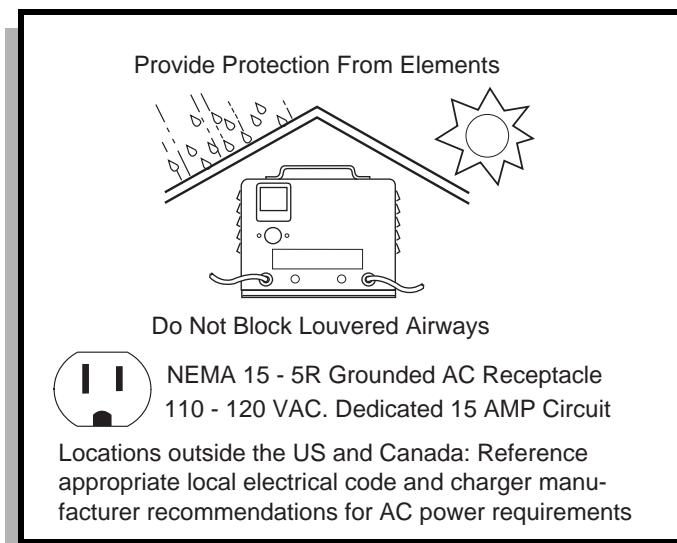 Provide Protection From Elements
Do Not Block Louvered Airways
NEMA 15 - 5R Grounded AC Receptacle
110 - 120 VAC. Dedicated 15 AMP Circuit
Locations outside the US and Canada: Reference
appropriate local electrical code and charger manu-
facturer recommendations for AC power requirements